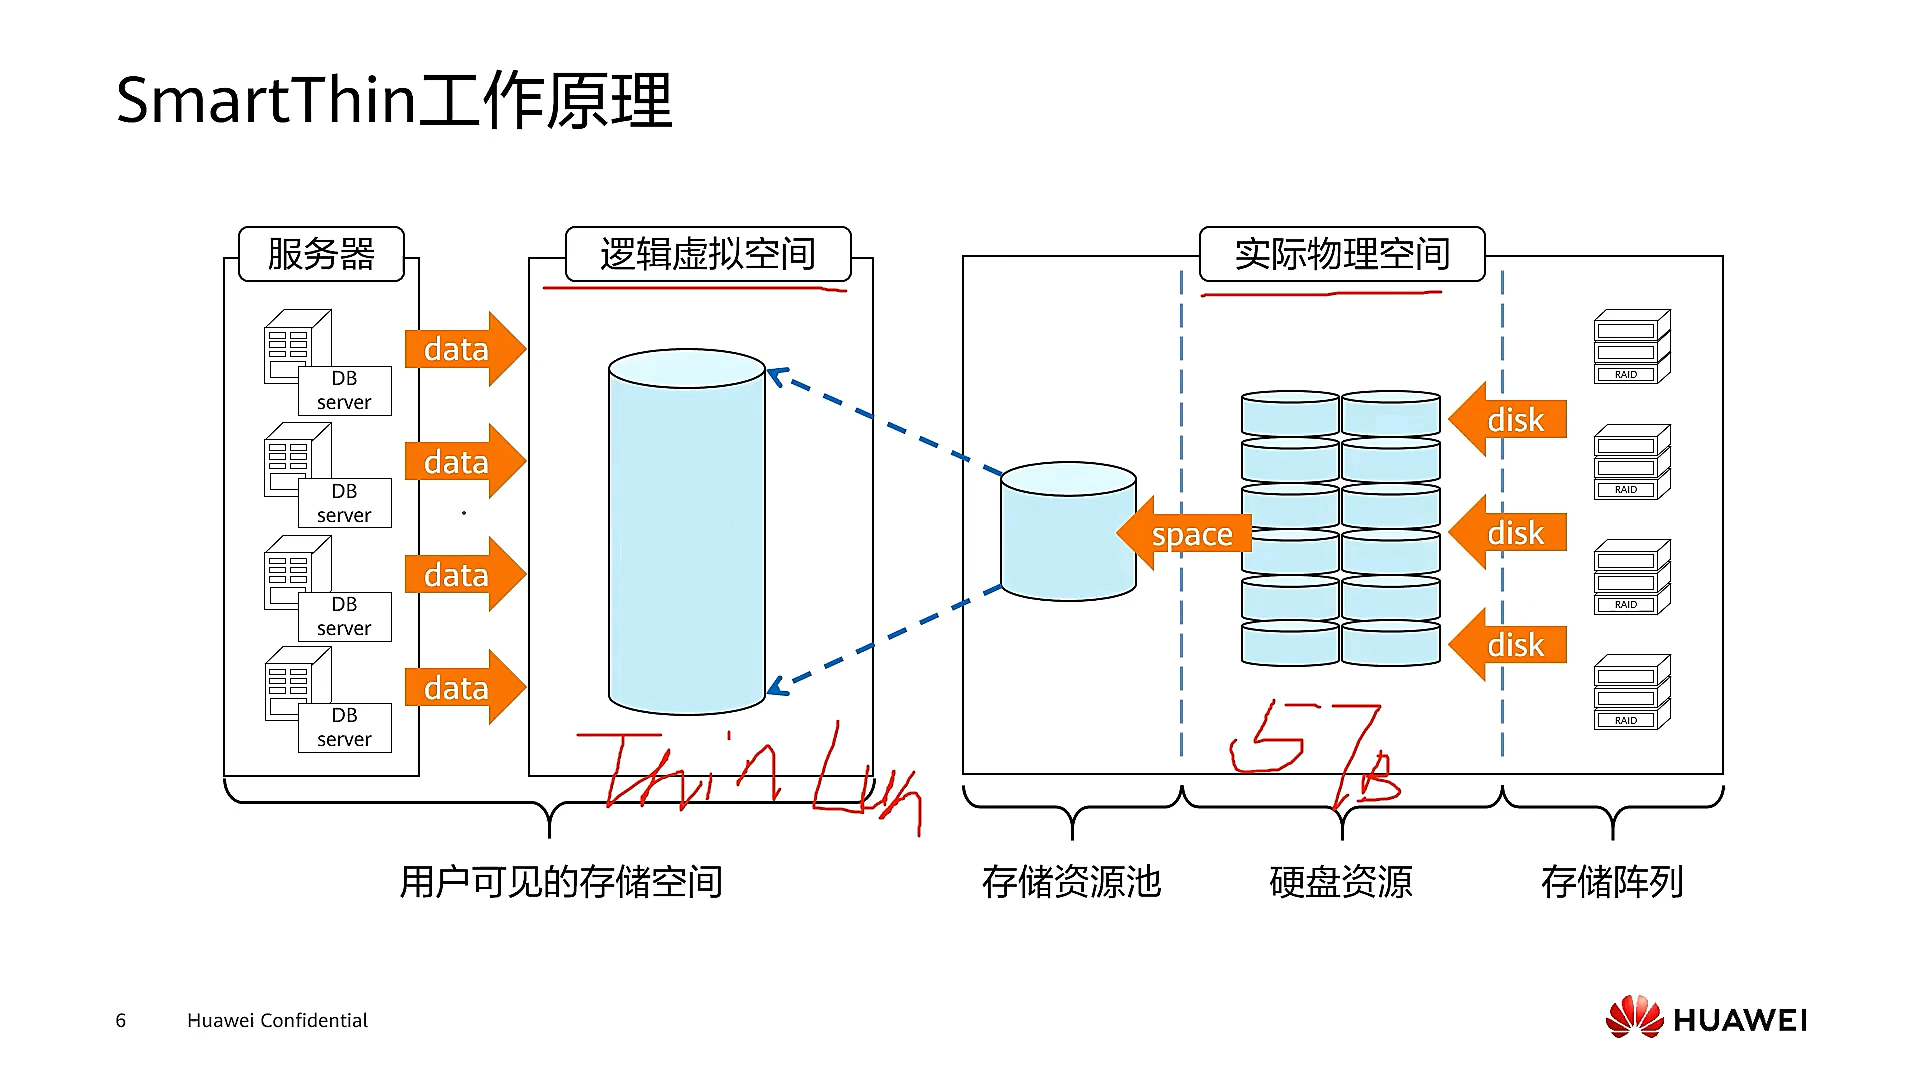 SmartThin工作原理
服务器
逻辑虚拟空间
实际物理空间
DB
server
DB
server
DB
server
DB
server
data
data
data
data
space
disk
disk
disk
RAID
RAID
RAID
RAID
Thin Lun
5TB
用户可见的存储空间
存储资源池
硬盘资源
存储阵列
6
Huawei Confidential
HUAWEI